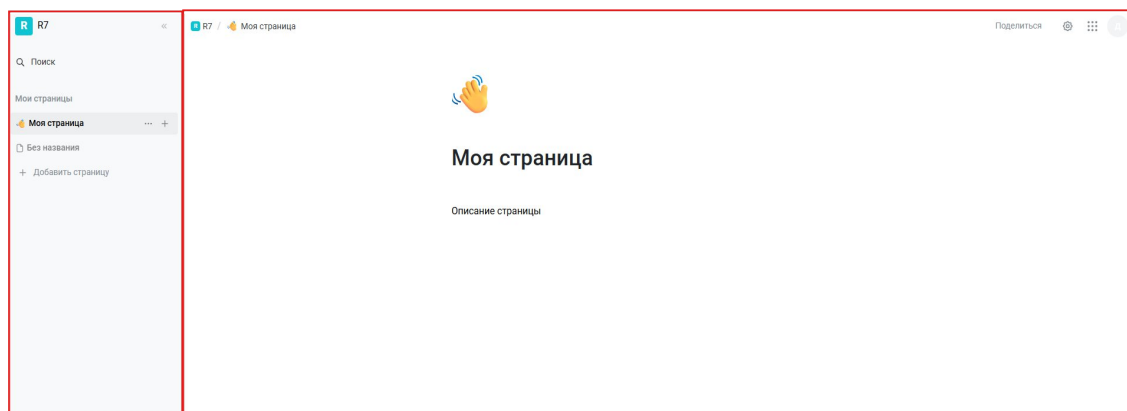 R R7
Поиск
Мои страницы
Моя страница
Без названия
Добавить страницу
R R7 / Моя страница
Поделиться
Моя страница
Описание страницы